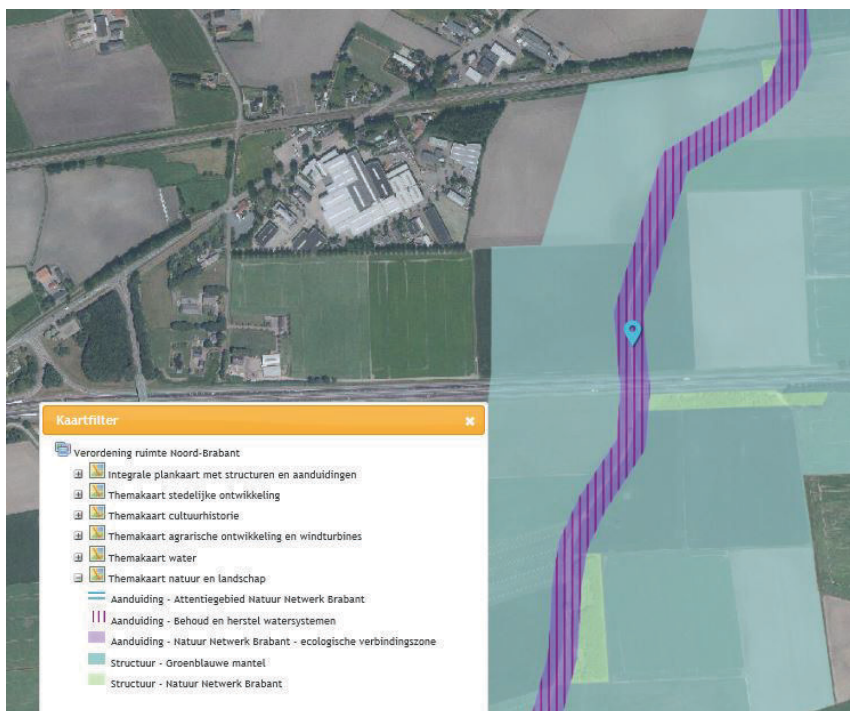 Kaartfilter
Verordening ruimte Noord-Brabant
Integrale plankaart met structuren en aanduidingen
Themakaart stedelijke ontwikkeling
Themakaart cultuurhistorie
Themakaart agrarische ontwikkeling en windturbines
Themakaart water
Themakaart natuur en landschap
Aanduiding - Attentiegebied Natuur Netwerk Brabant
Aanduiding - Behoud en herstel watersystemen
Aanduiding - Natuur Netwerk Brabant - ecologische verbindingszone
Structuur - Groenblauwe mantel
Structuur - Natuur Netwerk Brabant